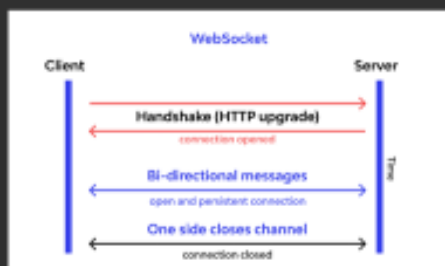 WebSocket
Client
Server
Handshake (HTTP upgrade)
connection opened
Time
Bi-directional messages
open and persistent connection
One side closes channel
connection closed